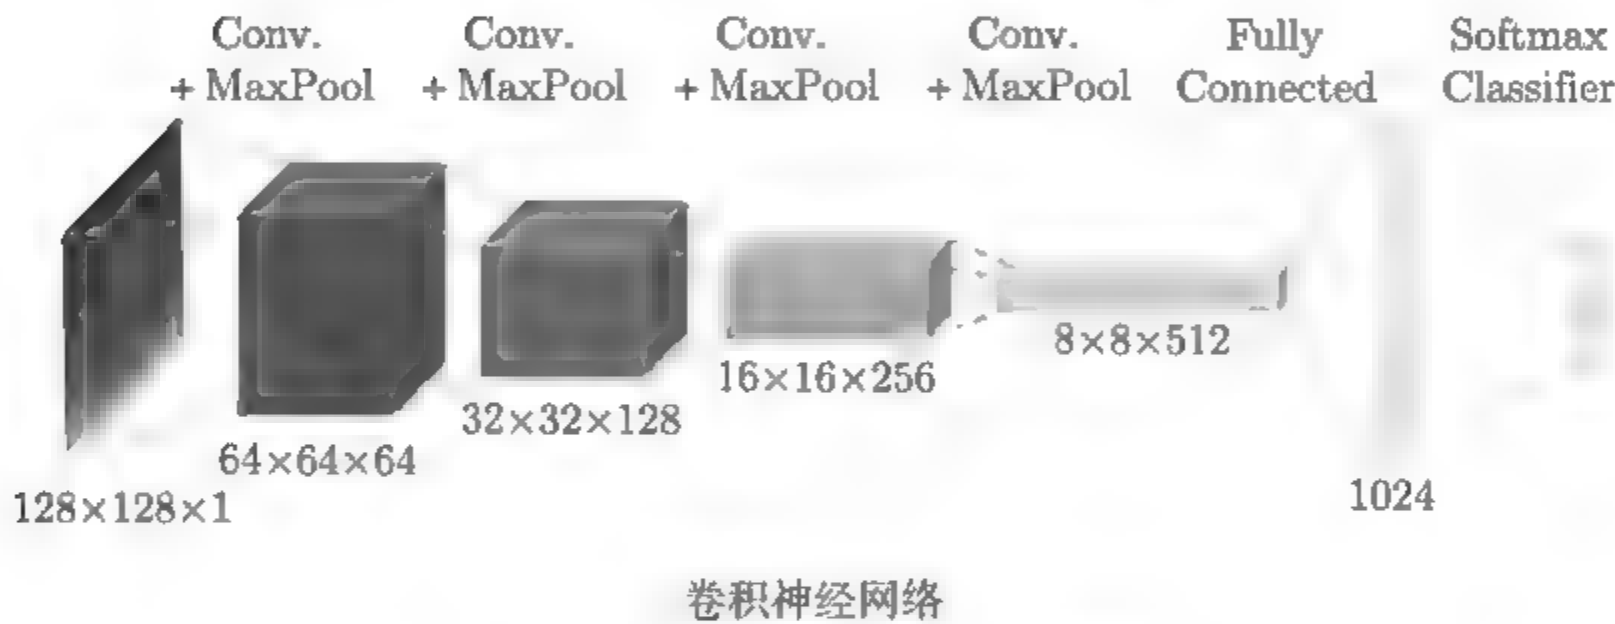 Conv.
+ MaxPool
Conv.
+ MaxPool
Conv.
+ MaxPool
Conv.
+ MaxPool
Fully
Connected
Softmax
Classifier
128×128×1
64×64×64
32×32×128
16×16×256
8×8×512
1024
卷积神经网络